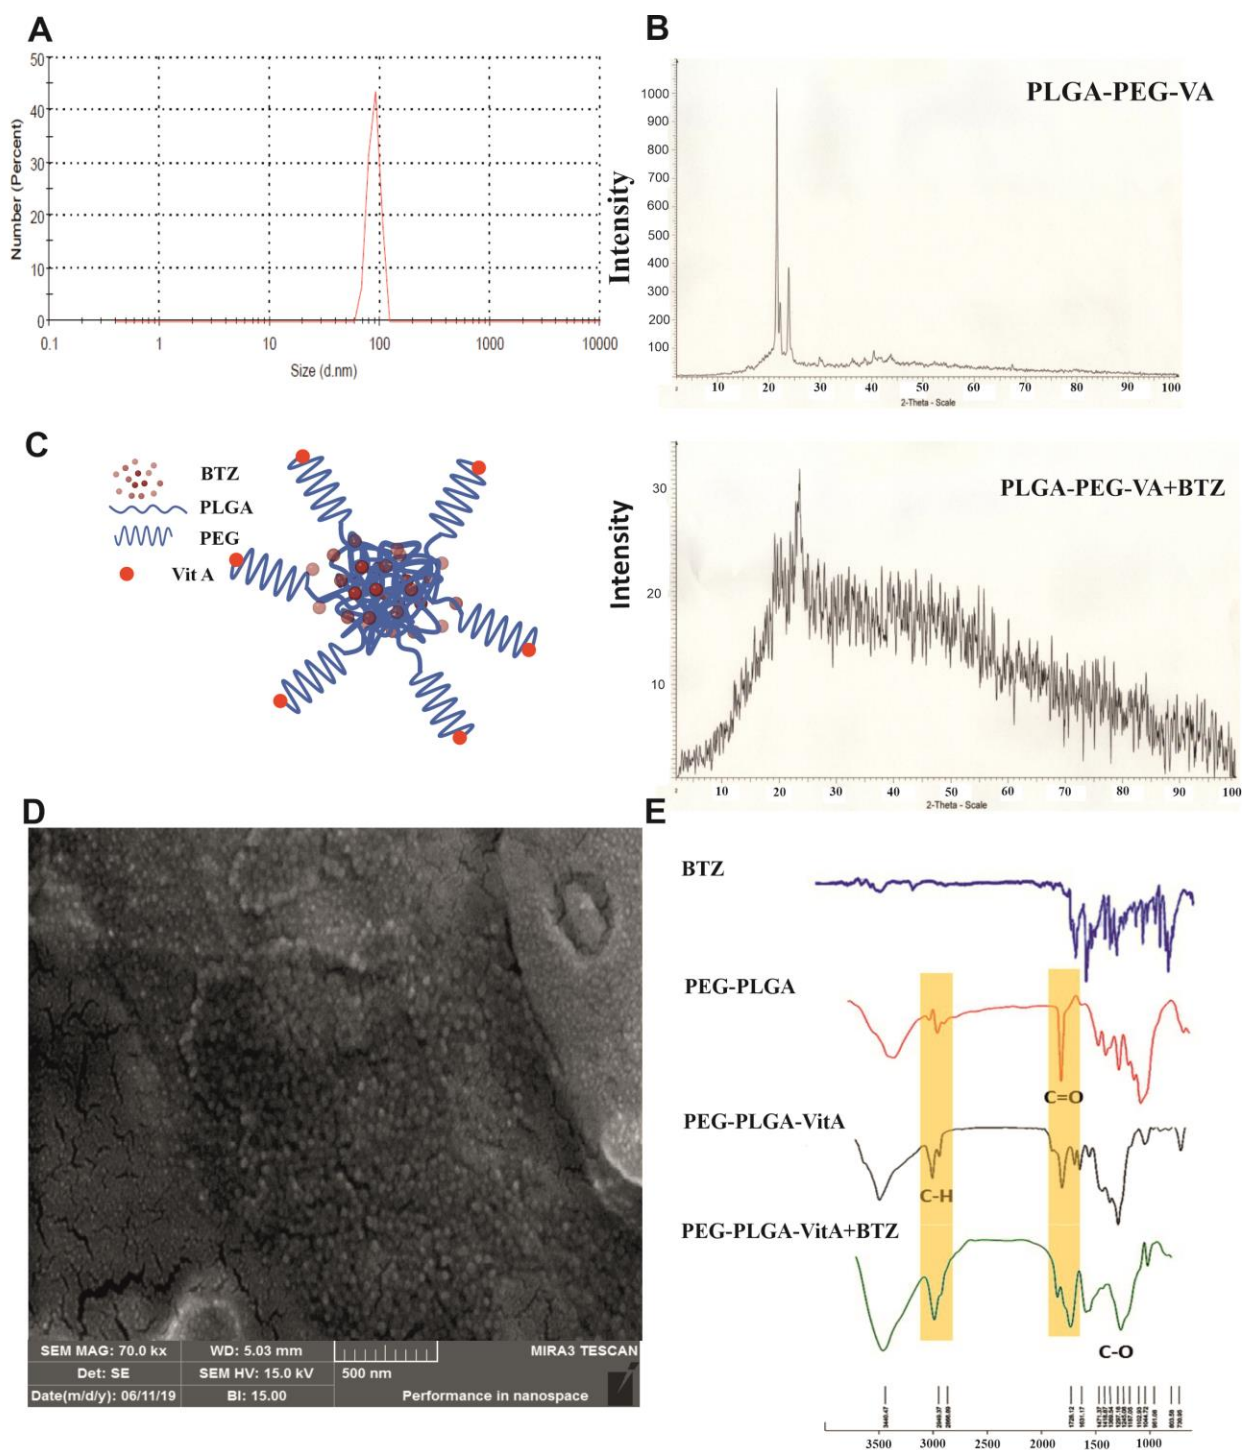 A
Number (Percent)
50
40
30
20
10
0
0.1 1 10 100 1000 10000
Size (d.nm)
B
PLGA-PEG-VA
Intensity
1000
900
800
700
600
500
400
300
200
100
10 20 30 40 50 60 70 80 90 100
2-Theta - Scale
C
BTZ
PLGA
PEG
Vit A
PLGA-PEG-VA+BTZ
Intensity
30
20
10
10 20 30 40 50 60 70 80 90 100
2-Theta - Scale
D
SEM MAG: 70.0 kx WD: 5.03 mm MIRA3 TESCAN
Det: SE SEM HV: 15.0 kV 500 nm
Date(m/d/y): 06/11/19 BI: 15.00 Performance in nanospace
E
BTZ
PEG-PLGA
C=O
PEG-PLGA-VitA
C-H
PEG-PLGA-VitA+BTZ
C-O
3440.47
1728.12
1631.17
3500 3000 2500 2000 1500 1000